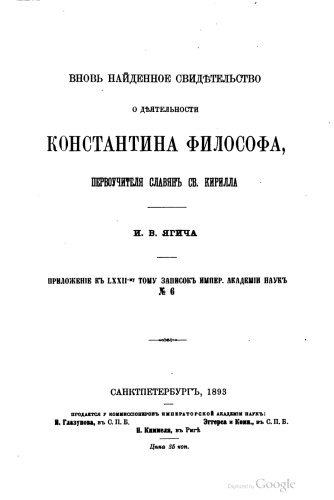 ВНОВЬ НАЙДЕННОЕ СВИДѢТЕЛЬСТВО
О ДѢЯТЕЛЬНОСТИ
КОНСТАНТИНА ФИЛОСОФА,
ПЕРВОУЧИТЕЛЯ СЛАВЯНЪ СВ. КИРИЛЛА
И. В. ЯГИЧА
ПРИЛОЖЕНІЕ КЪ LXXII-му ТОМУ ЗАПИСОКЪ ИМПЕР. АКАДЕМІИ НАУКЪ
№ 6
САНКТПЕТЕРБУРГЪ, 1893
ПРОДАЕТСЯ У КОММИССІОНЕРОВЪ ИМПЕРАТОРСКОЙ АКАДЕМІИ НАУКЪ:
И. Глазунова, въ С. П. Б. Эггерса и Комп., въ С. П. Б.
Н. Киммеля, въ Ригѣ
Цѣна 35 коп.
Digitized by Google